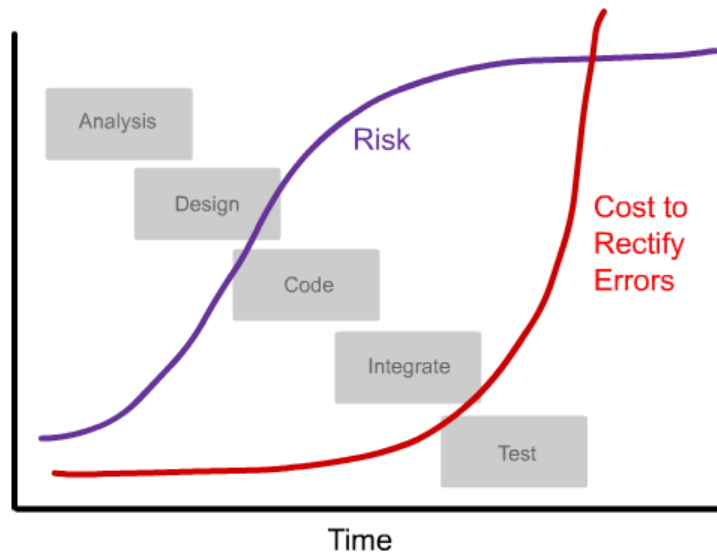 Analysis
Risk
Design
Cost to
Rectify
Errors
Code
Integrate
Test
Time